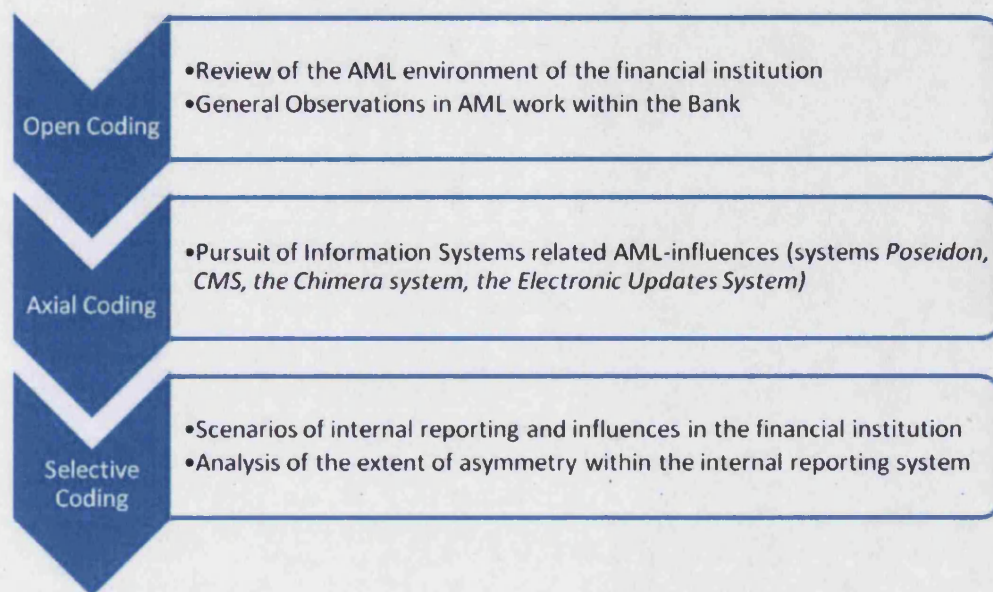 Open Coding
•Review of the AML environment of the financial institution
•General Observations in AML work within the Bank
Axial Coding
•Pursuit of Information Systems related AML-influences (systems Poseidon,
CMS, the Chimera system, the Electronic Updates System)
Selective
Coding
•Scenarios of internal reporting and influences in the financial institution
•Analysis of the extent of asymmetry within the internal reporting system